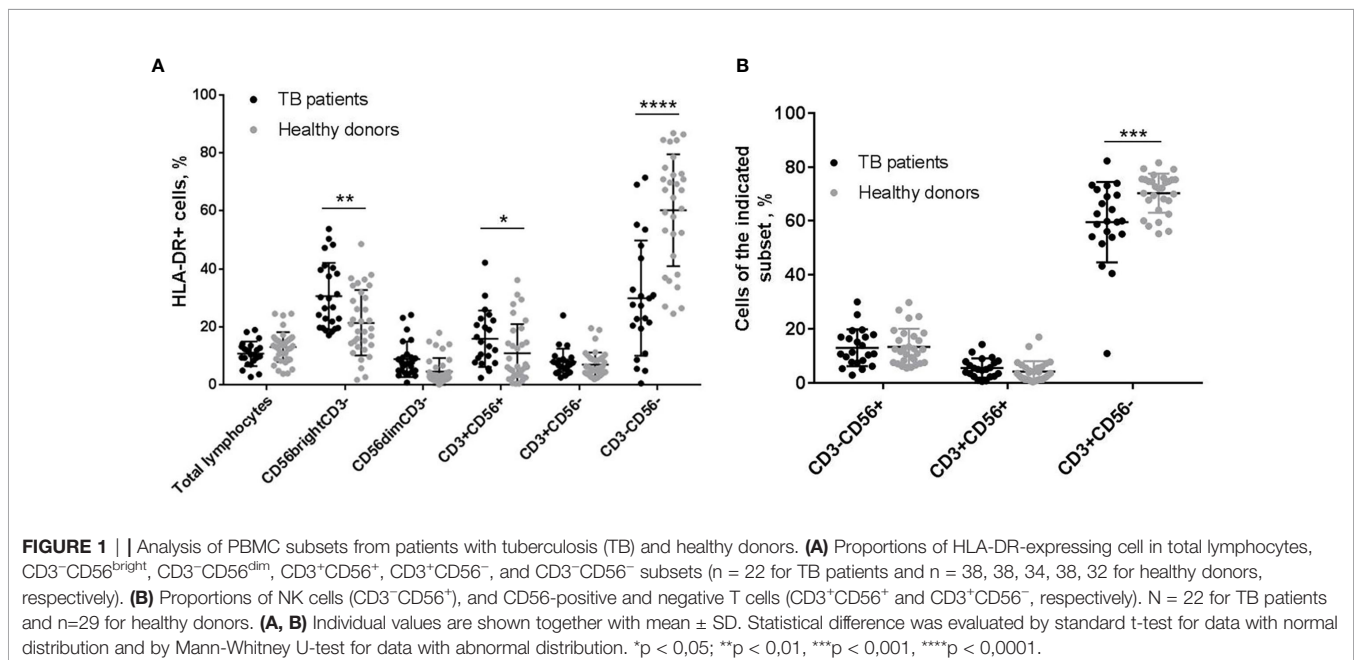 A
TB patients
Healthy donors
HLA-DR+ cells, %
100
80
60
40
20
0
**
*
****
Total lymphocytes
CD56brightCD3-
CD56dimCD3-
CD3+CD56+
CD3+CD56-
CD3-CD56-
B
TB patients
Healthy donors
Cells of the indicated
subset, %
100
80
60
40
20
0
***
CD3-CD56+
CD3+CD56+
CD3+CD56-
FIGURE 1 | | Analysis of PBMC subsets from patients with tuberculosis (TB) and healthy donors. (A) Proportions of HLA-DR-expressing cell in total lymphocytes,
CD3⁻CD56ᵇʳⁱᵍʰᵗ, CD3⁻CD56ᵈⁱᵐ, CD3⁺CD56⁺, CD3⁺CD56⁻, and CD3⁻CD56⁻ subsets (n = 22 for TB patients and n = 38, 38, 34, 38, 32 for healthy donors,
respectively). (B) Proportions of NK cells (CD3⁻CD56⁺), and CD56-positive and negative T cells (CD3⁺CD56⁺ and CD3⁺CD56⁻, respectively). N = 22 for TB patients
and n=29 for healthy donors. (A, B) Individual values are shown together with mean ± SD. Statistical difference was evaluated by standard t-test for data with normal
distribution and by Mann-Whitney U-test for data with abnormal distribution. *p < 0,05; **p < 0,01, ***p < 0,001, ****p < 0,0001.